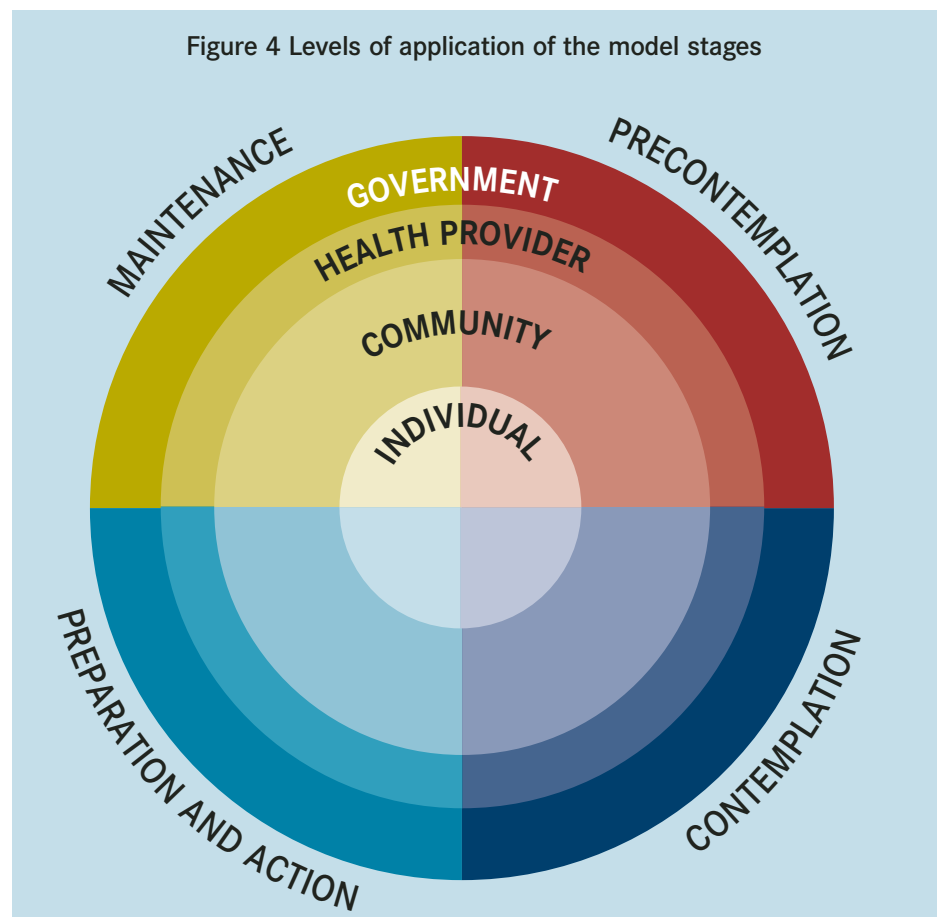 Figure 4 Levels of application of the model stages
MAINTENANCE
PRECONTEMPLATION
GOVERNMENT
HEALTH PROVIDER
COMMUNITY
INDIVIDUAL
PREPARATION AND ACTION
CONTEMPLATION